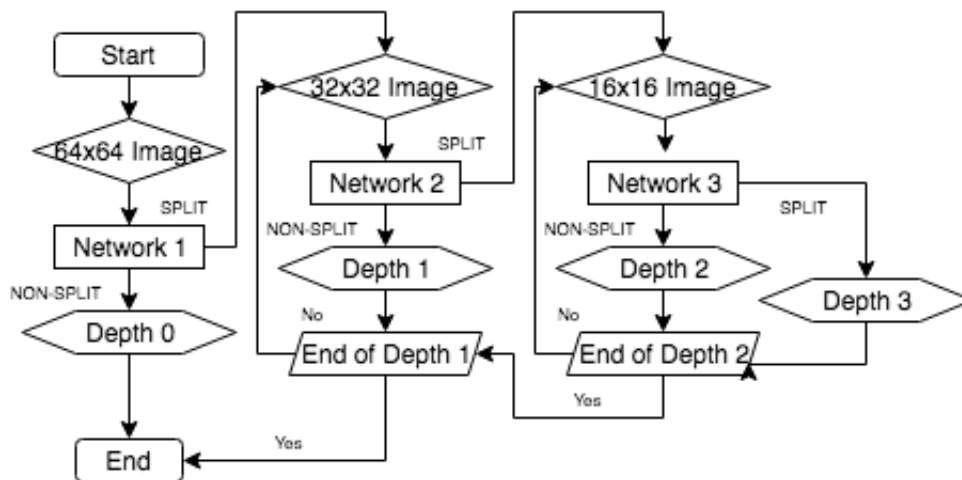 Start
64x64 Image
SPLIT
Network 1
NON-SPLIT
Depth 0
End
32x32 Image
SPLIT
Network 2
NON-SPLIT
Depth 1
No
End of Depth 1
Yes
16x16 Image
Network 3
SPLIT
NON-SPLIT
Depth 2
Depth 3
No
End of Depth 2
Yes